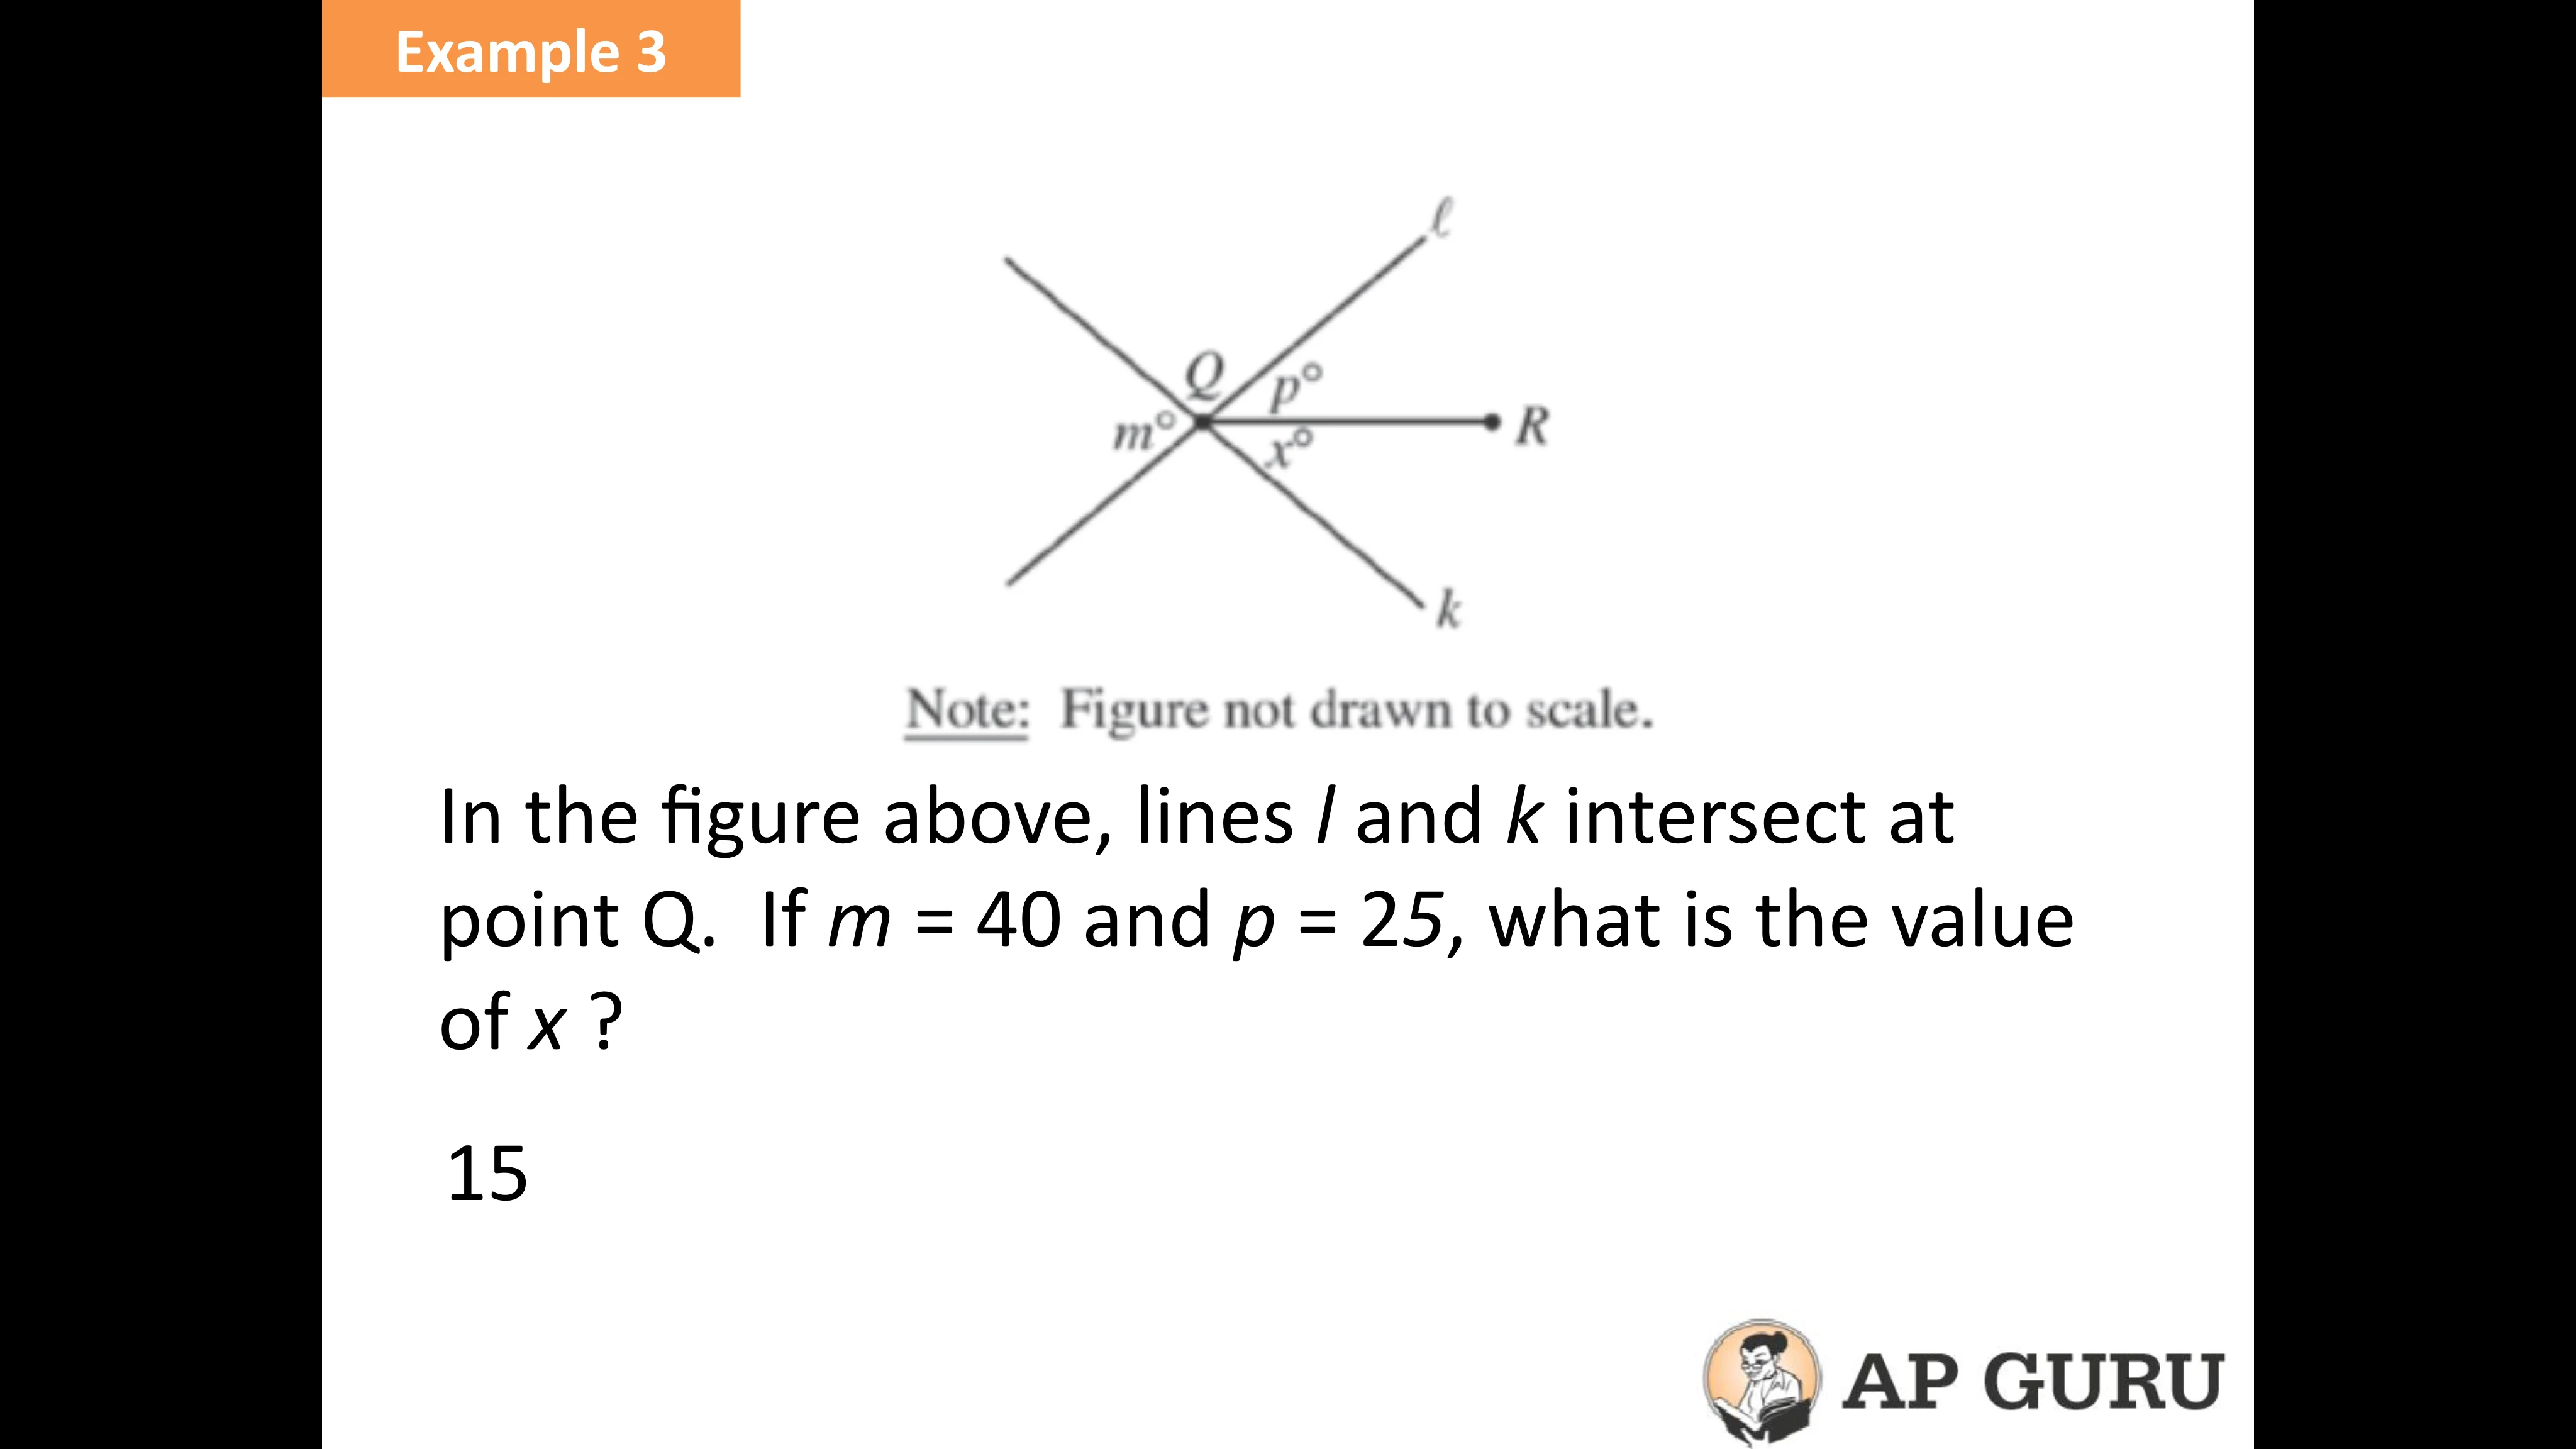 Example 3
ℓ
Q
p°
m°
R
x°
k
Note: Figure not drawn to scale.
In the figure above, lines l and k intersect at
point Q.  If m = 40 and p = 25, what is the value
of x ?
15
AP GURU